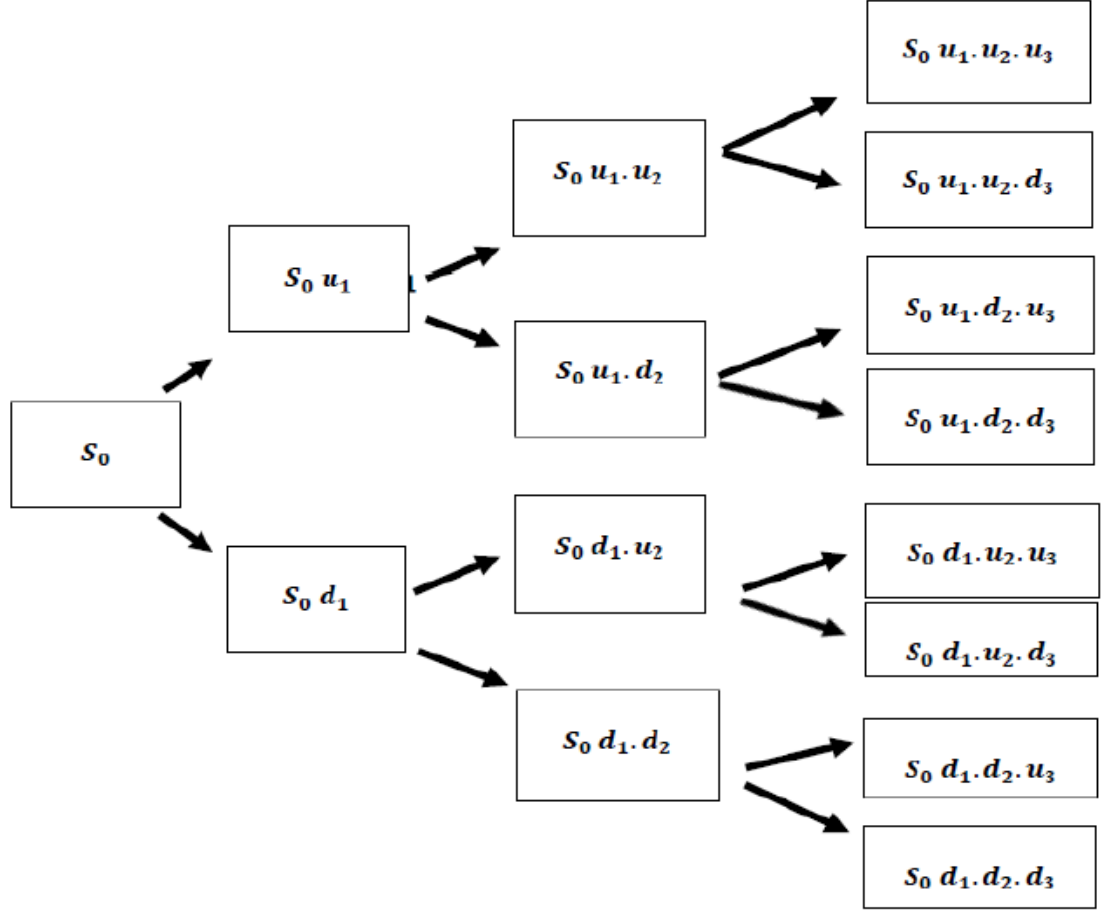 S₀
S₀ u₁
1
S₀ d₁
S₀ u₁. u₂
S₀ u₁. d₂
S₀ d₁. u₂
S₀ d₁. d₂
S₀ u₁. u₂. u₃
S₀ u₁. u₂. d₃
S₀ u₁. d₂. u₃
S₀ u₁. d₂. d₃
S₀ d₁. u₂. u₃
S₀ d₁. u₂. d₃
S₀ d₁. d₂. u₃
S₀ d₁. d₂. d₃